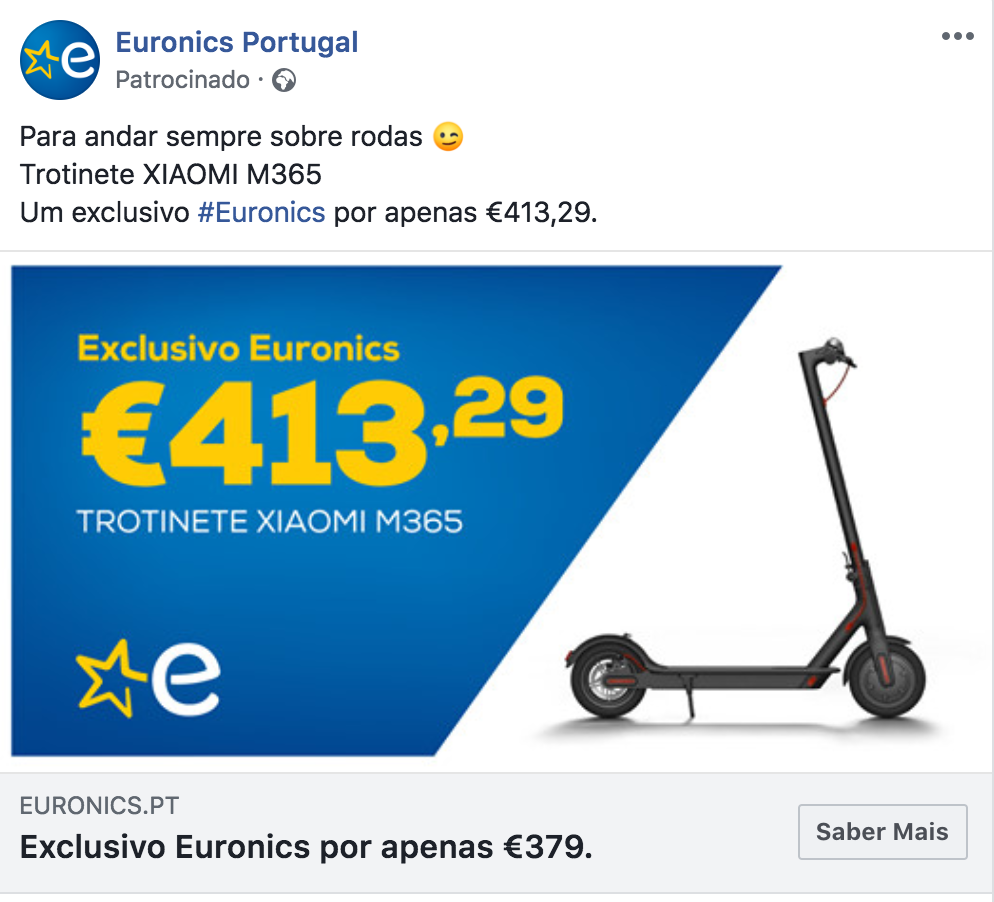 Euronics Portugal
Patrocinado ·
Para andar sempre sobre rodas 😉
Trotinete XIAOMI M365
Um exclusivo #Euronics por apenas €413,29.
Exclusivo Euronics
€413,29
TROTINETE XIAOMI M365
e
EURONICS.PT
Exclusivo Euronics por apenas €379.
Saber Mais